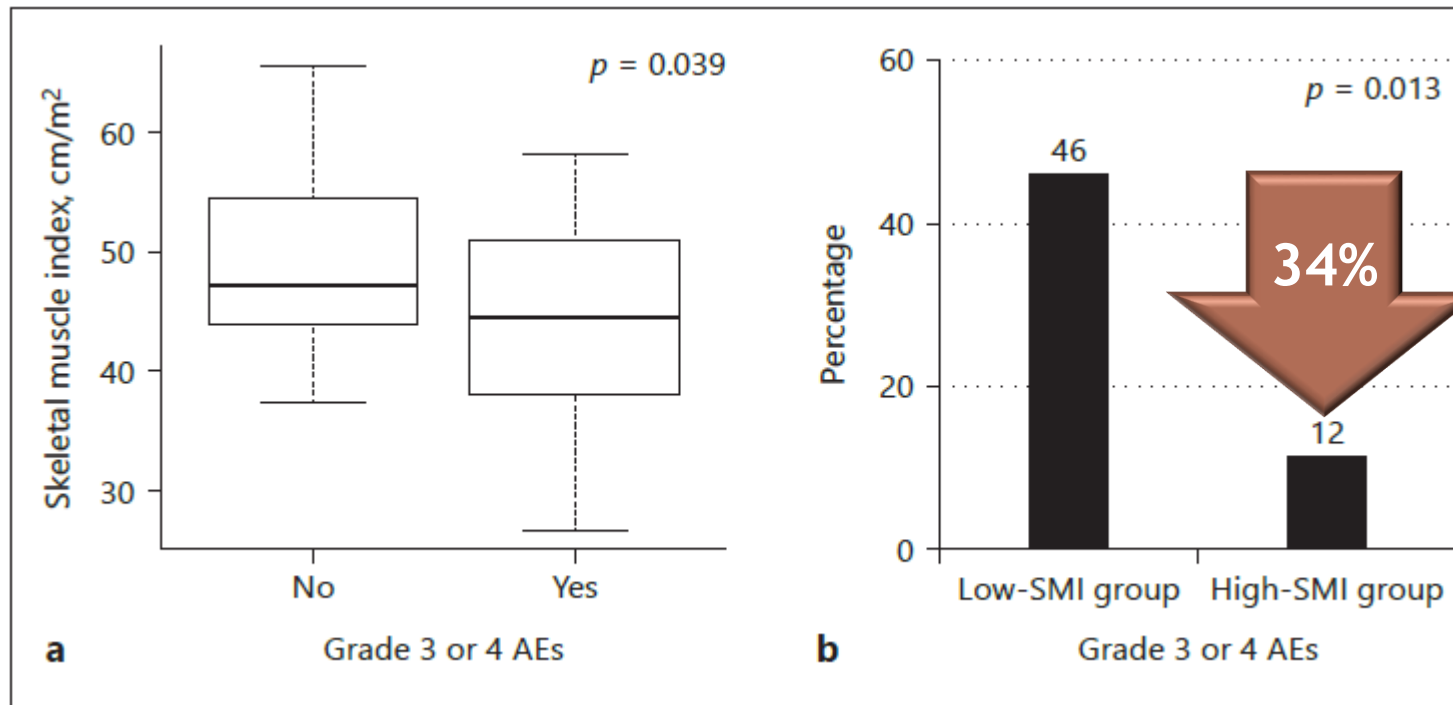 p = 0.039
Skeletal muscle index, cm/m²
60
50
40
30
No Yes
a Grade 3 or 4 AEs
p = 0.013
Percentage
60
40
20
0
46
34%
12
Low-SMI group High-SMI group
b Grade 3 or 4 AEs